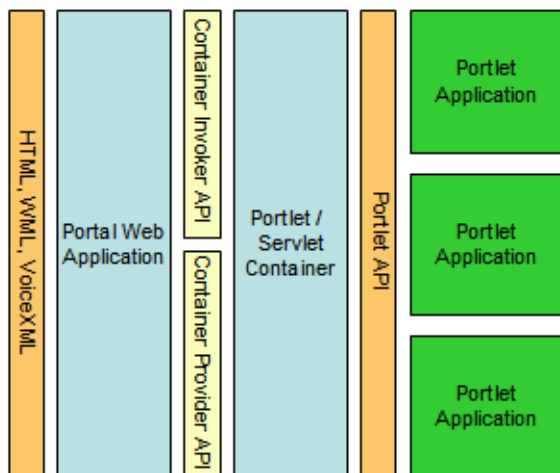 HTML, WML, VoiceXML
Portal Web
Application
Container Invoker API
Container Provider API
Portlet /
Servlet
Container
Portlet API
Portlet
Application
Portlet
Application
Portlet
Application